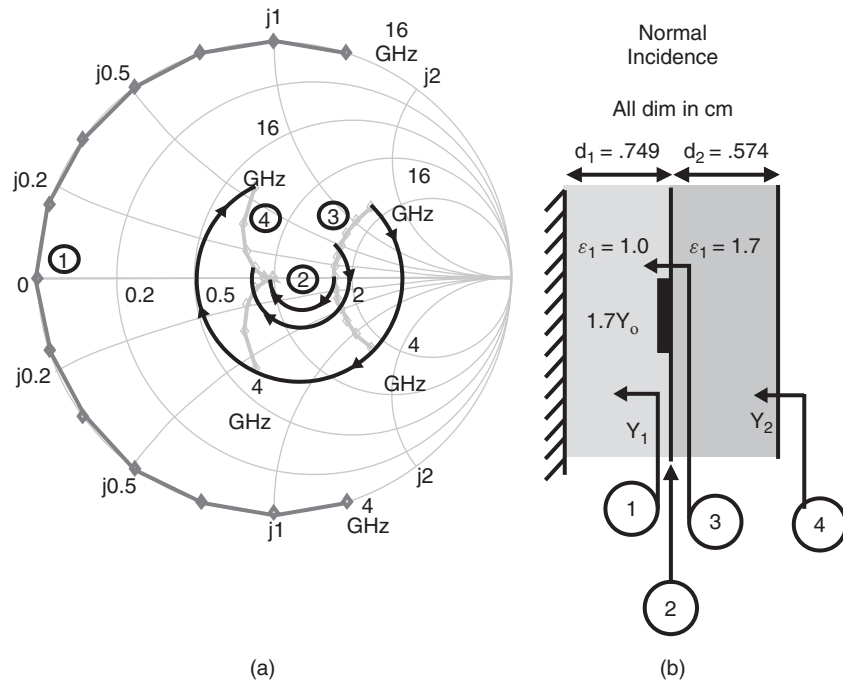 j1
16
GHz
j0.5
j2
16
j0.2
GHz
16
GHz
4
3
1
2
0
0.2
0.5
2
j0.2
4
4
GHz
GHz
j0.5
j2
j1
4
GHz
(a)
Normal
Incidence
All dim in cm
d1 = .749
d2 = .574
ε1 = 1.0
ε1 = 1.7
1.7Yo
Y1
Y2
1
3
4
2
(b)